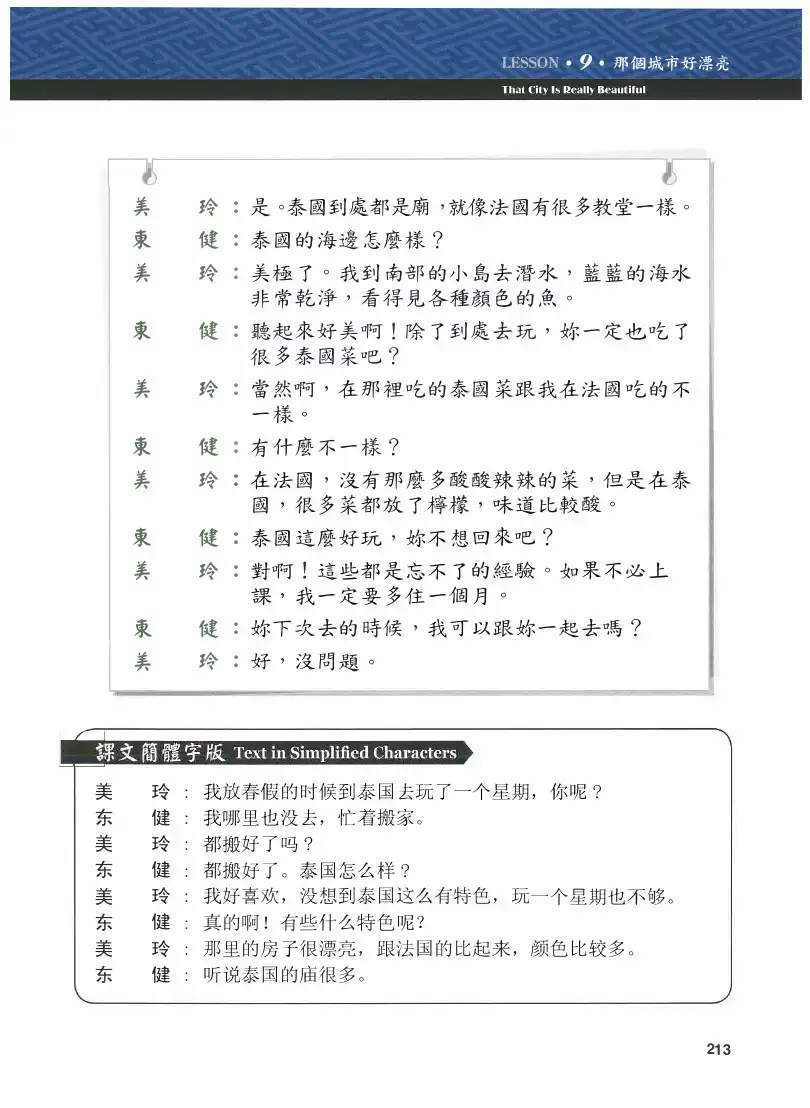 LESSON • 9 • 那個城市好漂亮
That City Is Really Beautiful
美 玲：是。泰國到處都是廟，就像法國有很多教堂一樣。
東 健：泰國的海邊怎麼樣？
美 玲：美極了。我到南部的小島去潛水，藍藍的海水
非常乾淨，看得見各種顏色的魚。
東 健：聽起來好美啊！除了到處去玩，妳一定也吃了
很多泰國菜吧？
美 玲：當然啊，在那裡吃的泰國菜跟我在法國吃的不
一樣。
東 健：有什麼不一樣？
美 玲：在法國，沒有那麼多酸酸辣辣的菜，但是在泰
國，很多菜都放了檸檬，味道比較酸。
東 健：泰國這麼好玩，妳不想回來吧？
美 玲：對啊！這些都是忘不了的經驗。如果不必上
課，我一定要多住一個月。
東 健：妳下次去的時候，我可以跟妳一起去嗎？
美 玲：好，沒問題。
課文簡體字版 Text in Simplified Characters
美 玲：我放春假的时候到泰国去玩了一个星期，你呢？
东 健：我哪里也没去，忙着搬家。
美 玲：都搬好了吗？
东 健：都搬好了。泰国怎么样？
美 玲：我好喜欢，没想到泰国这么有特色，玩一个星期也不够。
东 健：真的啊！有些什么特色呢？
美 玲：那里的房子很漂亮，跟法国的比起来，颜色比较多。
东 健：听说泰国的庙很多。
213